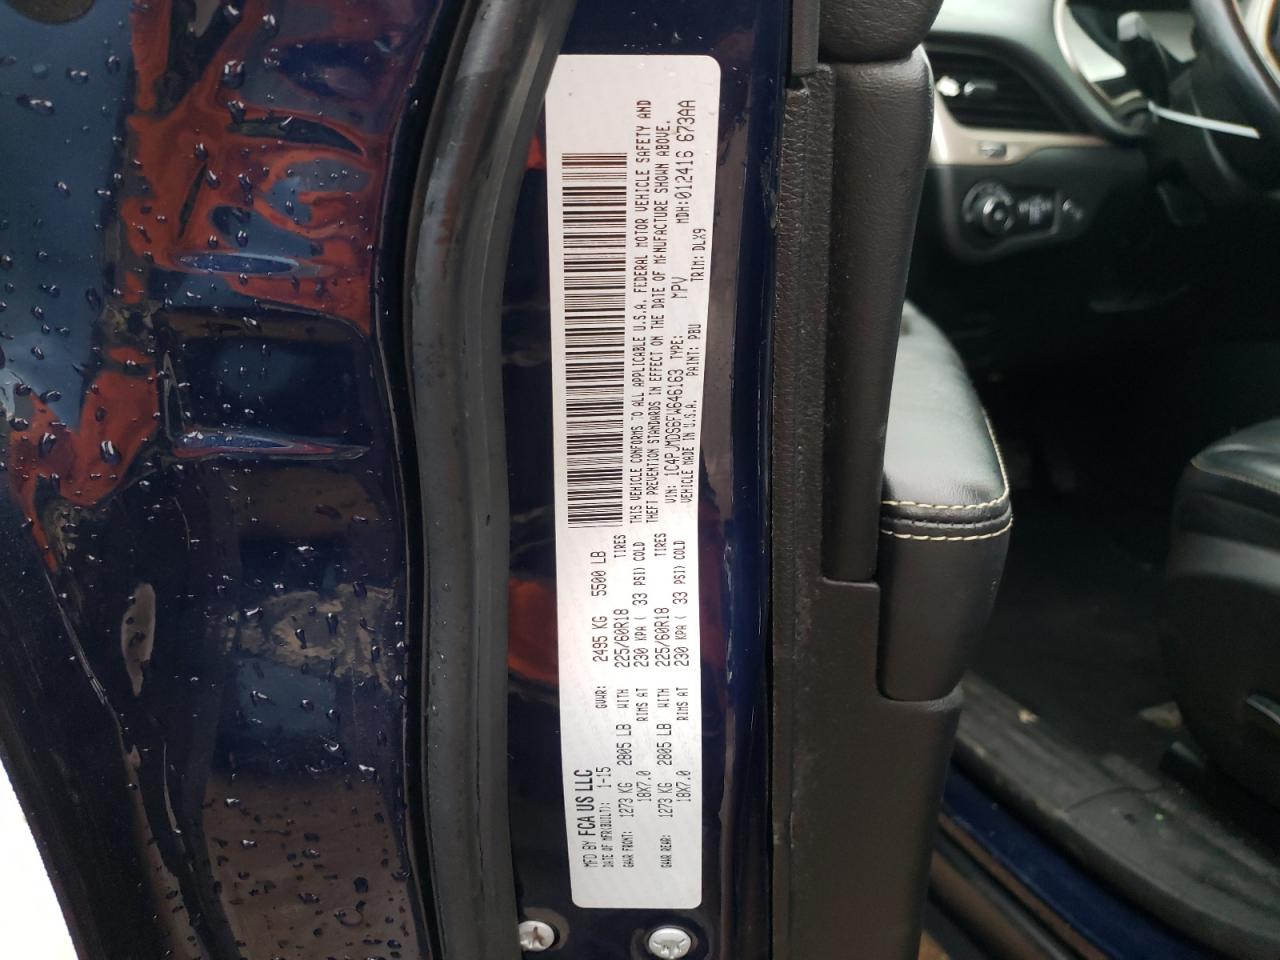 MFD BY FCA US LLC
DATE OF MFR(BUILT): 1-15 GVWR: 2495 KG 5500 LB
GAWR FRONT: 1273 KG 2805 LB WITH 225/60R18 TIRES
18X7.0 RIMS AT 230 KPA ( 33 PSI) COLD
GAWR REAR: 1273 KG 2805 LB WITH 225/60R18 TIRES
18X7.0 RIMS AT 230 KPA ( 33 PSI) COLD
THIS VEHICLE CONFORMS TO ALL APPLICABLE U.S.A. FEDERAL MOTOR VEHICLE SAFETY AND
THEFT PREVENTION STANDARDS IN EFFECT ON THE DATE OF MANUFACTURE SHOWN ABOVE.
VIN: 1C4PJMDS6FW646163 TYPE: MPV MDH:012416 673AA
VEHICLE MADE IN U.S.A. PAINT: PBU TRIM: DLX9